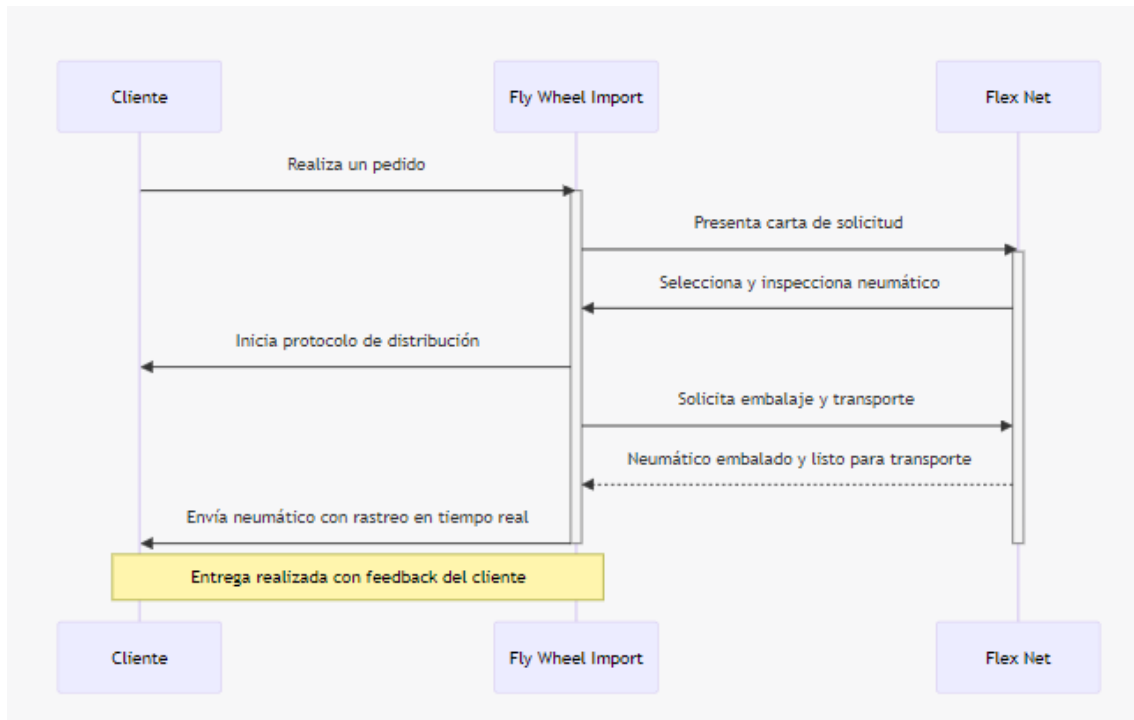 Cliente
Fly Wheel Import
Flex Net
Realiza un pedido
Presenta carta de solicitud
Selecciona y inspecciona neumático
Inicia protocolo de distribución
Solicita embalaje y transporte
Neumático embalado y listo para transporte
Envía neumático con rastreo en tiempo real
Entrega realizada con feedback del cliente
Cliente
Fly Wheel Import
Flex Net